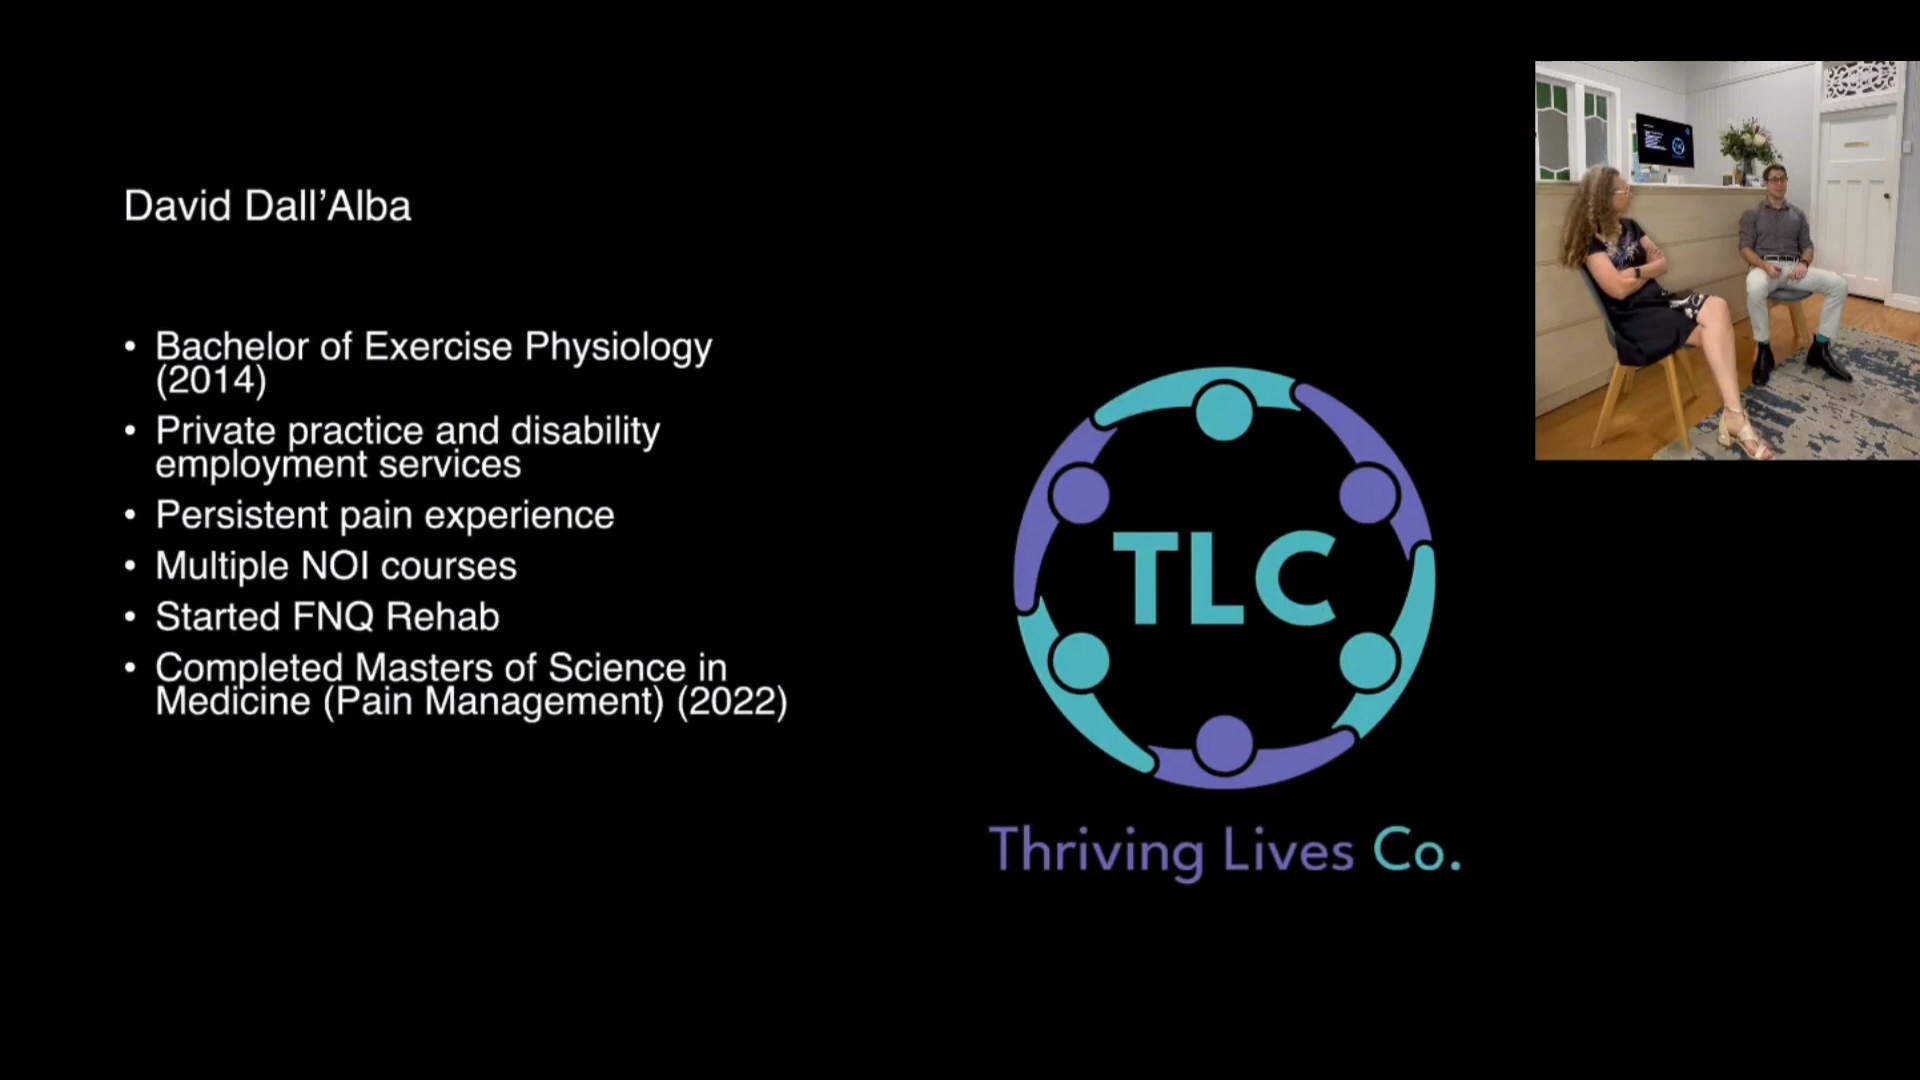 David Dall’Alba
• Bachelor of Exercise Physiology
(2014)
• Private practice and disability
employment services
• Persistent pain experience
• Multiple NOI courses
• Started FNQ Rehab
• Completed Masters of Science in
Medicine (Pain Management) (2022)
TLC
Thriving Lives Co.